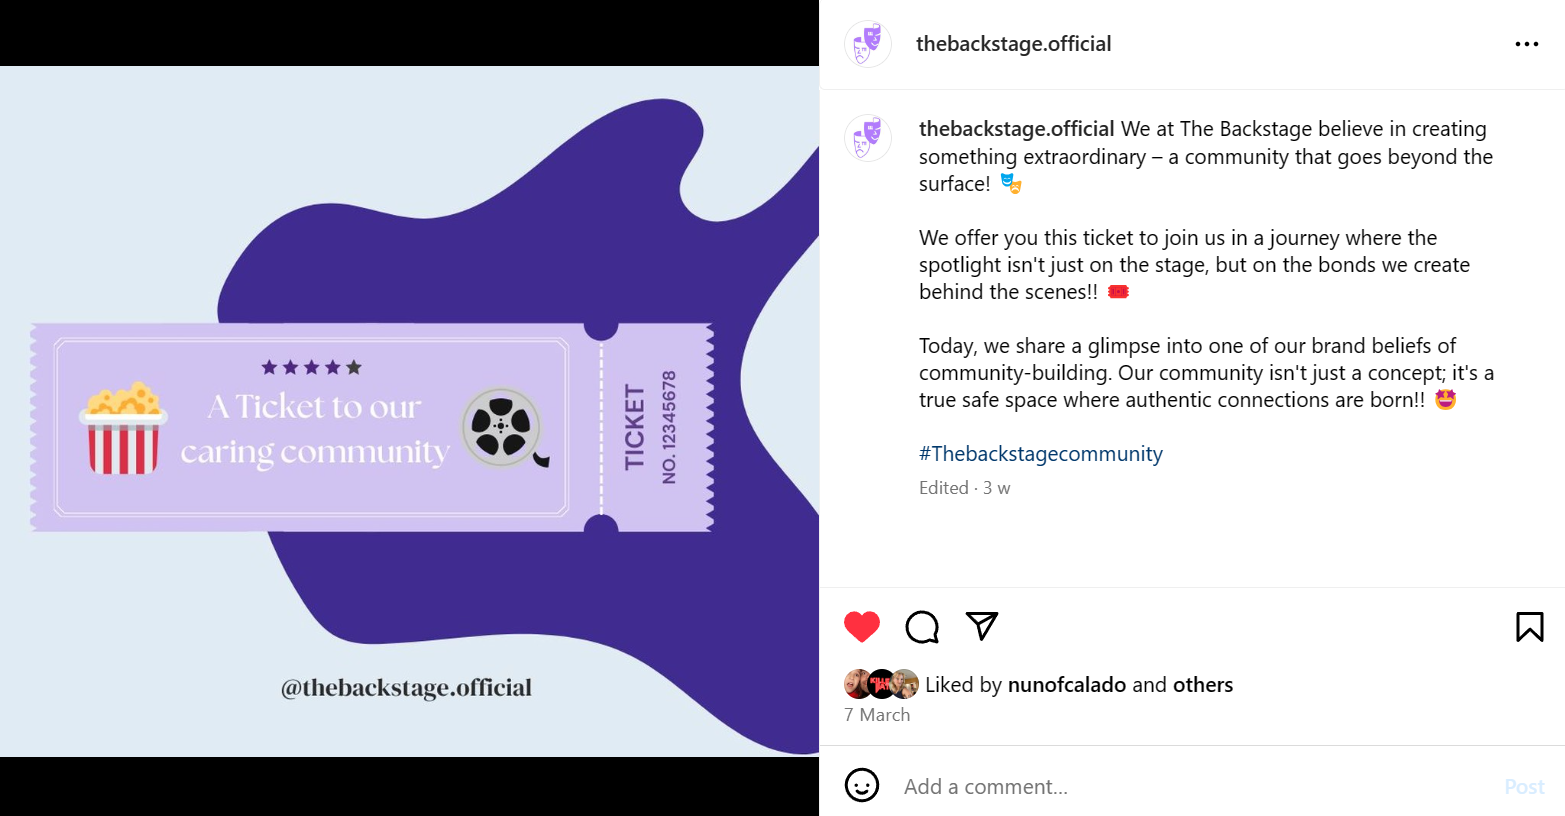 A Ticket to our
caring community
TICKET
NO. 12345678
@thebackstage.official
thebackstage.official
thebackstage.official We at The Backstage believe in creating
something extraordinary – a community that goes beyond the
surface! 🎭
We offer you this ticket to join us in a journey where the
spotlight isn't just on the stage, but on the bonds we create
behind the scenes!! 🎟️
Today, we share a glimpse into one of our brand beliefs of
community-building. Our community isn't just a concept; it's a
true safe space where authentic connections are born!! 🤩
#Thebackstagecommunity
Edited · 3 w
Liked by nunofcalado and others
7 March
Add a comment...
Post